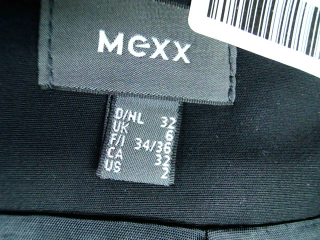 Mexx
D/NL 32
UK 6
F/I 34/36
CA 32
US 2